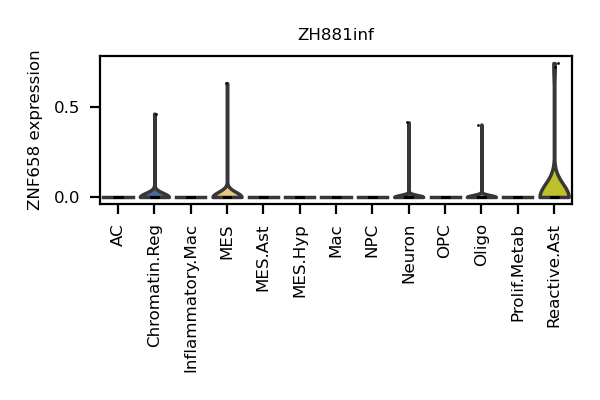 ZH881inf
ZNF658 expression
0.5
0.0
AC
Chromatin.Reg
Inflammatory.Mac
MES
MES.Ast
MES.Hyp
Mac
NPC
Neuron
OPC
Oligo
Prolif.Metab
Reactive.Ast